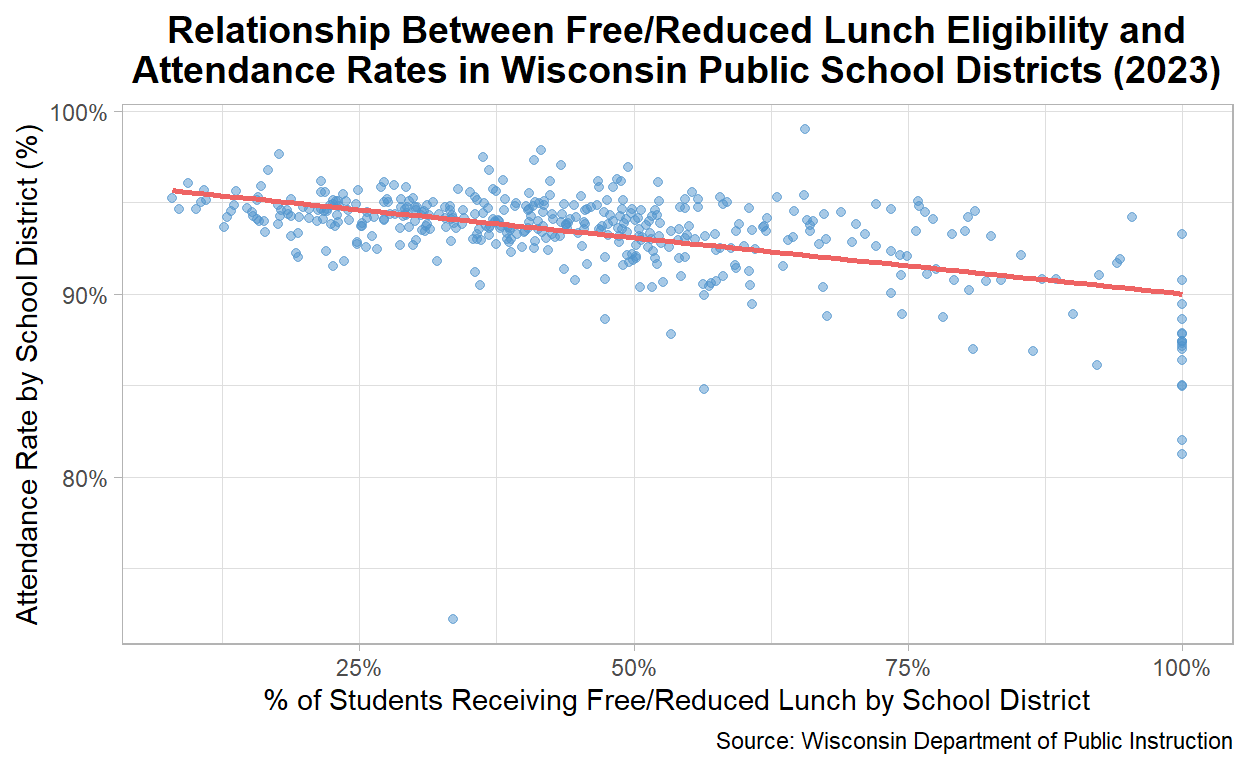 Relationship Between Free/Reduced Lunch Eligibility and
Attendance Rates in Wisconsin Public School Districts (2023)
Attendance Rate by School District (%)
100%
90%
80%
25%
50%
75%
100%
% of Students Receiving Free/Reduced Lunch by School District
Source: Wisconsin Department of Public Instruction